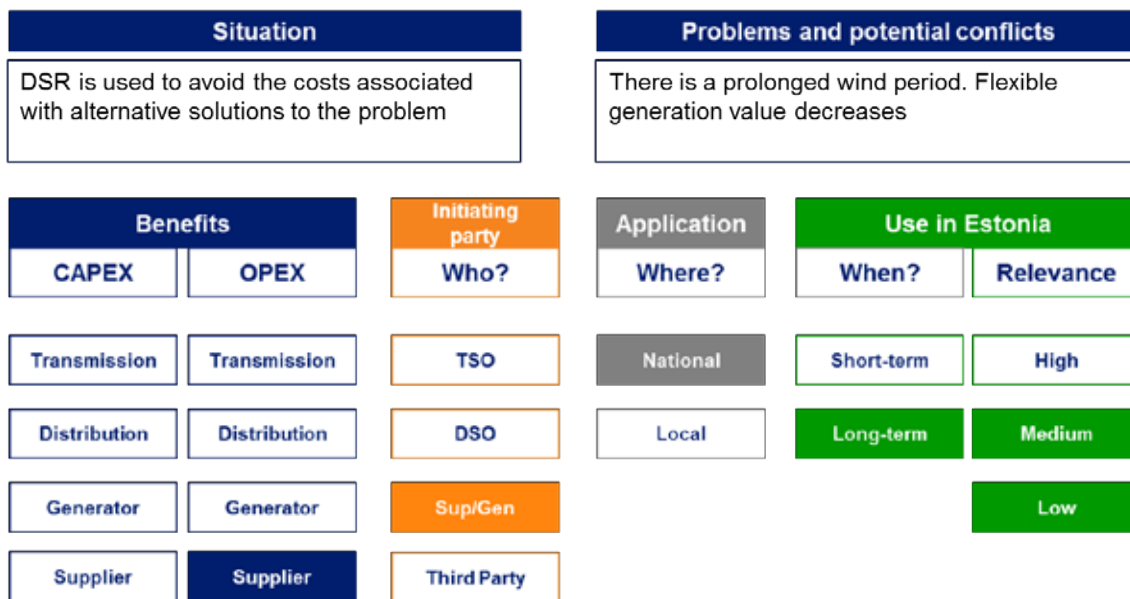 Situation
DSR is used to avoid the costs associated
with alternative solutions to the problem
Problems and potential conflicts
There is a prolonged wind period. Flexible
generation value decreases
Benefits
CAPEX
OPEX
Initiating
party
Who?
Application
Where?
Use in Estonia
When?
Relevance
Transmission
Transmission
TSO
National
Short-term
High
Distribution
Distribution
DSO
Local
Long-term
Medium
Generator
Generator
Sup/Gen
Low
Supplier
Supplier
Third Party